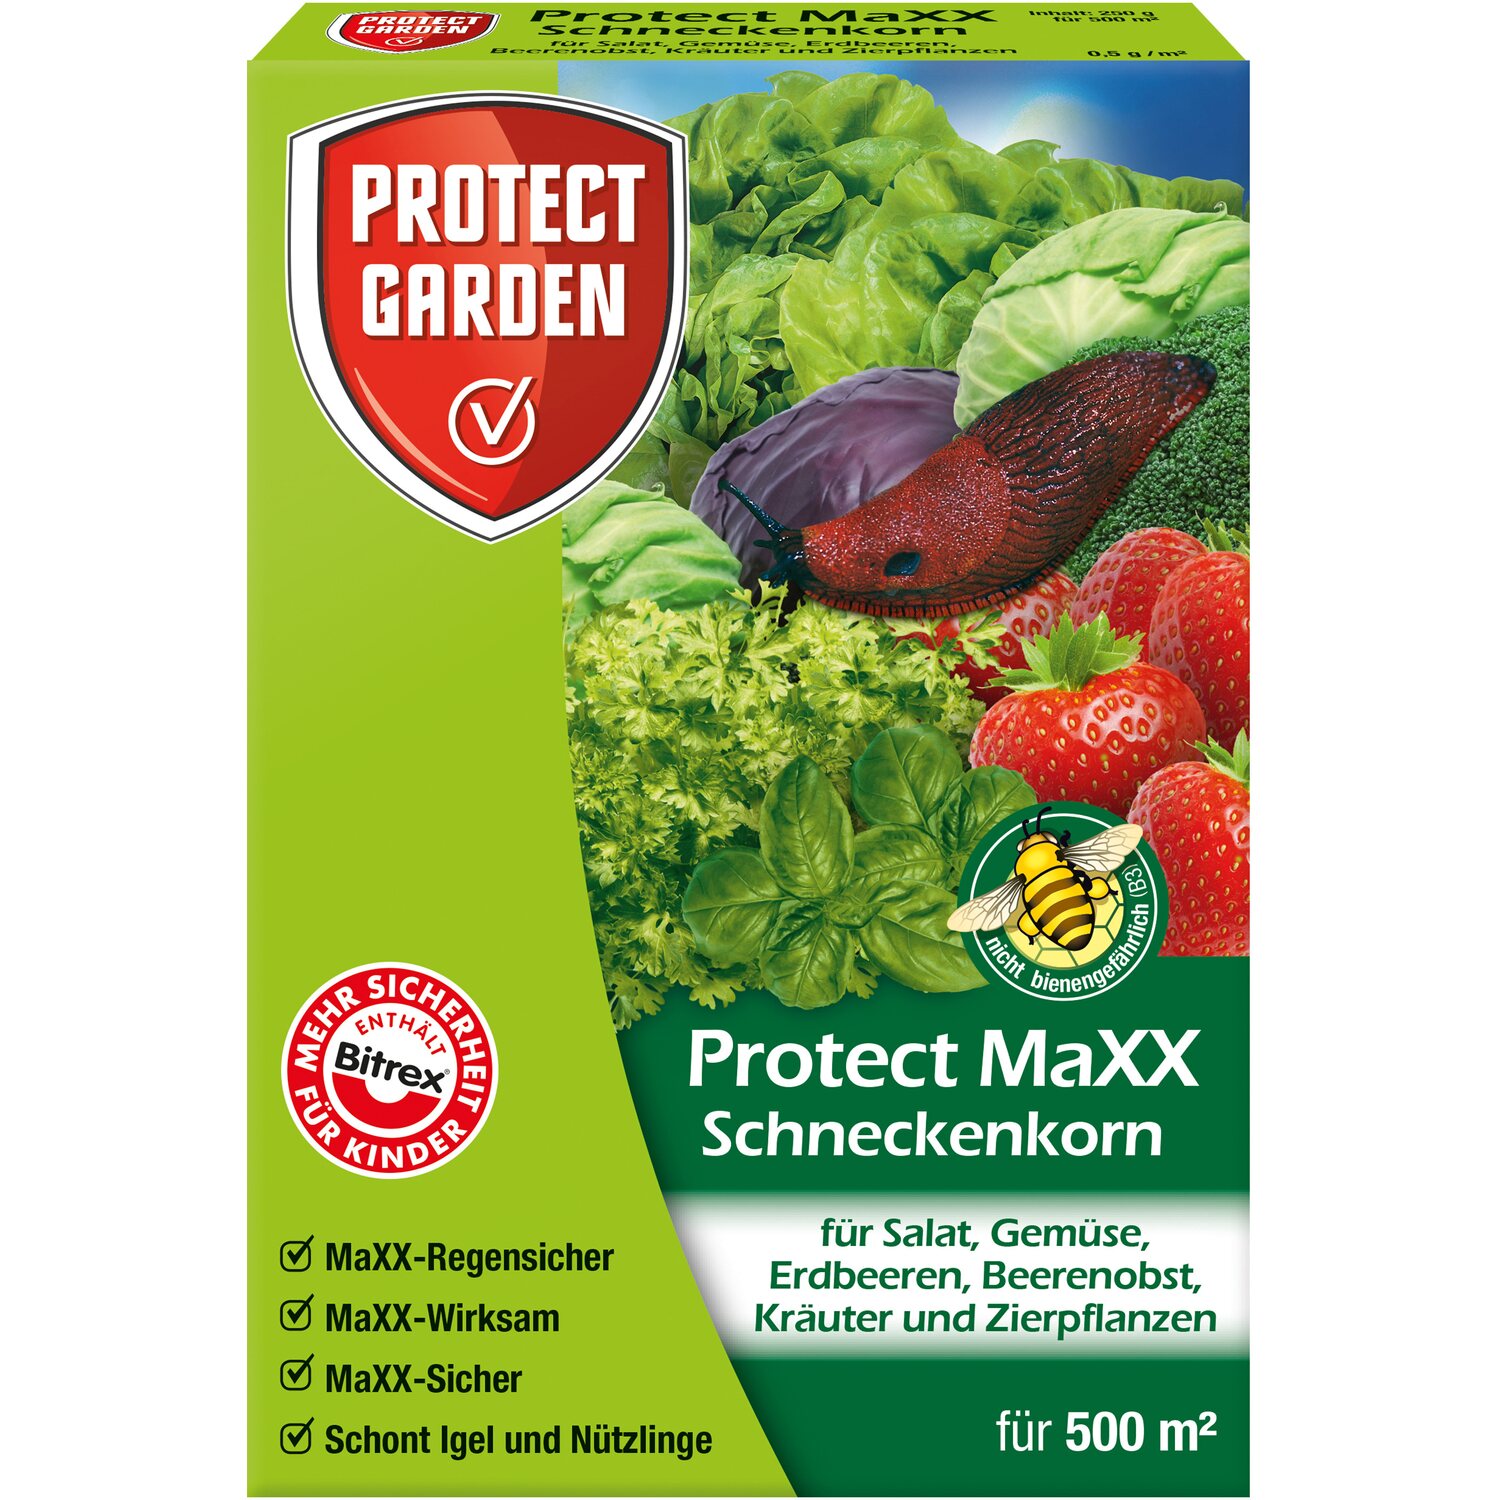 PROTECT
GARDEN
Protect MaXX
Schneckenkorn
für Salat, Gemüse, Erdbeeren,
Beerenobst, Kräuter und Zierpflanzen
Inhalt: 250 g
für 500 m²
0,5 g / m²
PROTECT
GARDEN
nicht bienengefährlich (B3)
MEHR SICHERHEIT
FÜR KINDER
ENTHÄLT
Bitrex®
Protect MaXX
Schneckenkorn
für Salat, Gemüse,
Erdbeeren, Beerenobst,
Kräuter und Zierpflanzen
MaXX-Regensicher
MaXX-Wirksam
MaXX-Sicher
Schont Igel und Nützlinge
für 500 m²